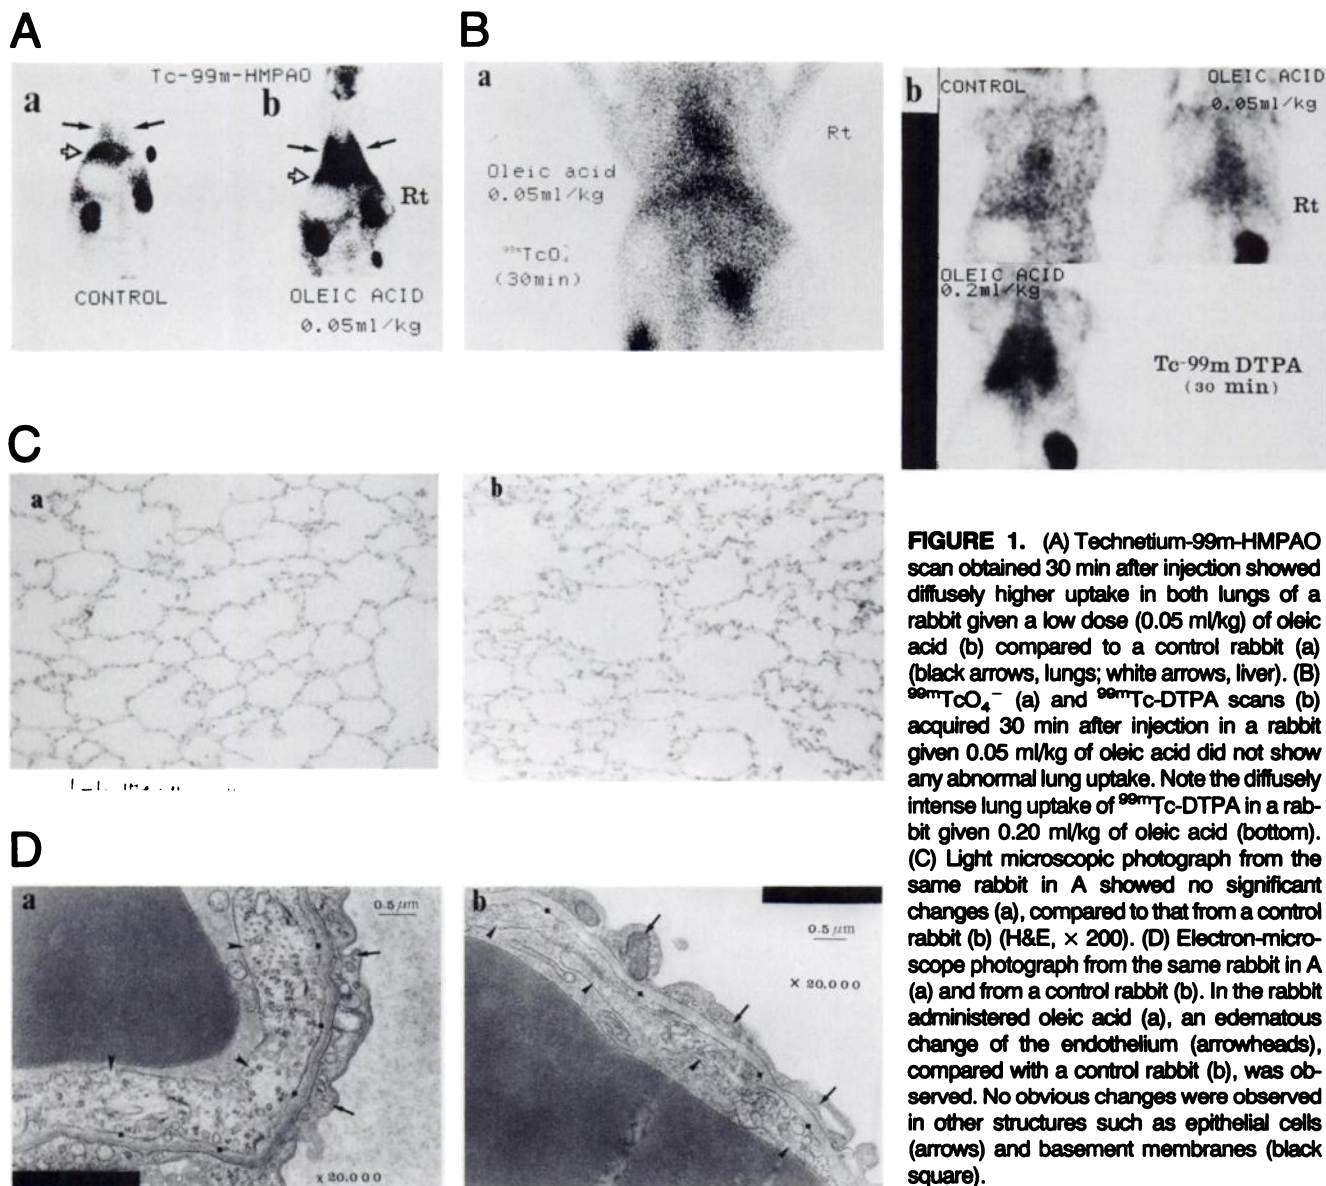 A
B
a
Tc-99m-HMPAO
b
Rt
CONTROL
OLEIC ACID
0.05ml/kg
a
Rt
Oleic acid
0.05ml/kg
(30min)
b
CONTROL
OLEIC ACID
0.05ml/kg
Rt
OLEIC ACID
0.2ml/kg
Tc-99m DTPA
(30 min)
C
a
b
D
a
0.5 μm
×20,000
b
0.5 μm
× 20,000
FIGURE 1. (A) Technetium-99m-HMPAO
scan obtained 30 min after injection showed
diffusely higher uptake in both lungs of a
rabbit given a low dose (0.05 ml/kg) of oleic
acid (b) compared to a control rabbit (a)
(black arrows, lungs; white arrows, liver). (B)
⁹⁹ᵐTcO₄⁻ (a) and ⁹⁹ᵐTc-DTPA scans (b)
acquired 30 min after injection in a rabbit
given 0.05 ml/kg of oleic acid did not show
any abnormal lung uptake. Note the diffusely
intense lung uptake of ⁹⁹ᵐTc-DTPA in a rab-
bit given 0.20 ml/kg of oleic acid (bottom).
(C) Light microscopic photograph from the
same rabbit in A showed no significant
changes (a), compared to that from a control
rabbit (b) (H&E, × 200). (D) Electron-micro-
scope photograph from the same rabbit in A
(a) and from a control rabbit (b). In the rabbit
administered oleic acid (a), an edematous
change of the endothelium (arrowheads),
compared with a control rabbit (b), was ob-
served. No obvious changes were observed
in other structures such as epithelial cells
(arrows) and basement membranes (black
square).